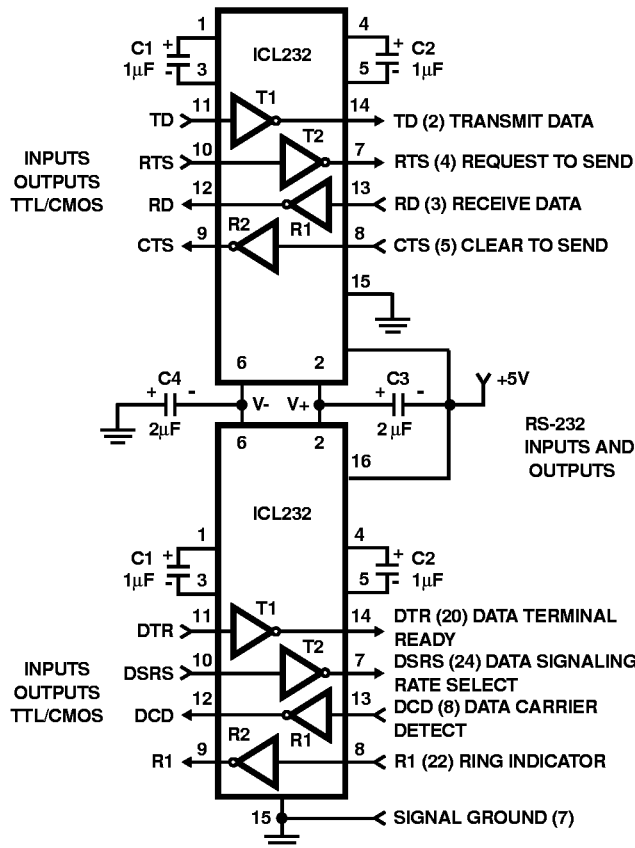 1
4
C1 + 
1µF -
3
ICL232
+ C2
- 1µF
5
T1
TD 11
14 TD (2) TRANSMIT DATA
T2
RTS 10
7 RTS (4) REQUEST TO SEND
INPUTS
OUTPUTS
TTL/CMOS
RD 12
13 RD (3) RECEIVE DATA
R2 R1
CTS 9
8 CTS (5) CLEAR TO SEND
15
6 2
C4
+ -
2µF
V- V+
C3
+ -
2µF
+5V
RS-232
INPUTS AND
OUTPUTS
6 2
16
ICL232
1
4
C1 +
1µF -
3
+ C2
- 1µF
5
T1
DTR 11
14 DTR (20) DATA TERMINAL
READY
T2
DSRS 10
7 DSRS (24) DATA SIGNALING
RATE SELECT
INPUTS
OUTPUTS
TTL/CMOS
DCD 12
13 DCD (8) DATA CARRIER
DETECT
R2 R1
R1 9
8 R1 (22) RING INDICATOR
15
SIGNAL GROUND (7)